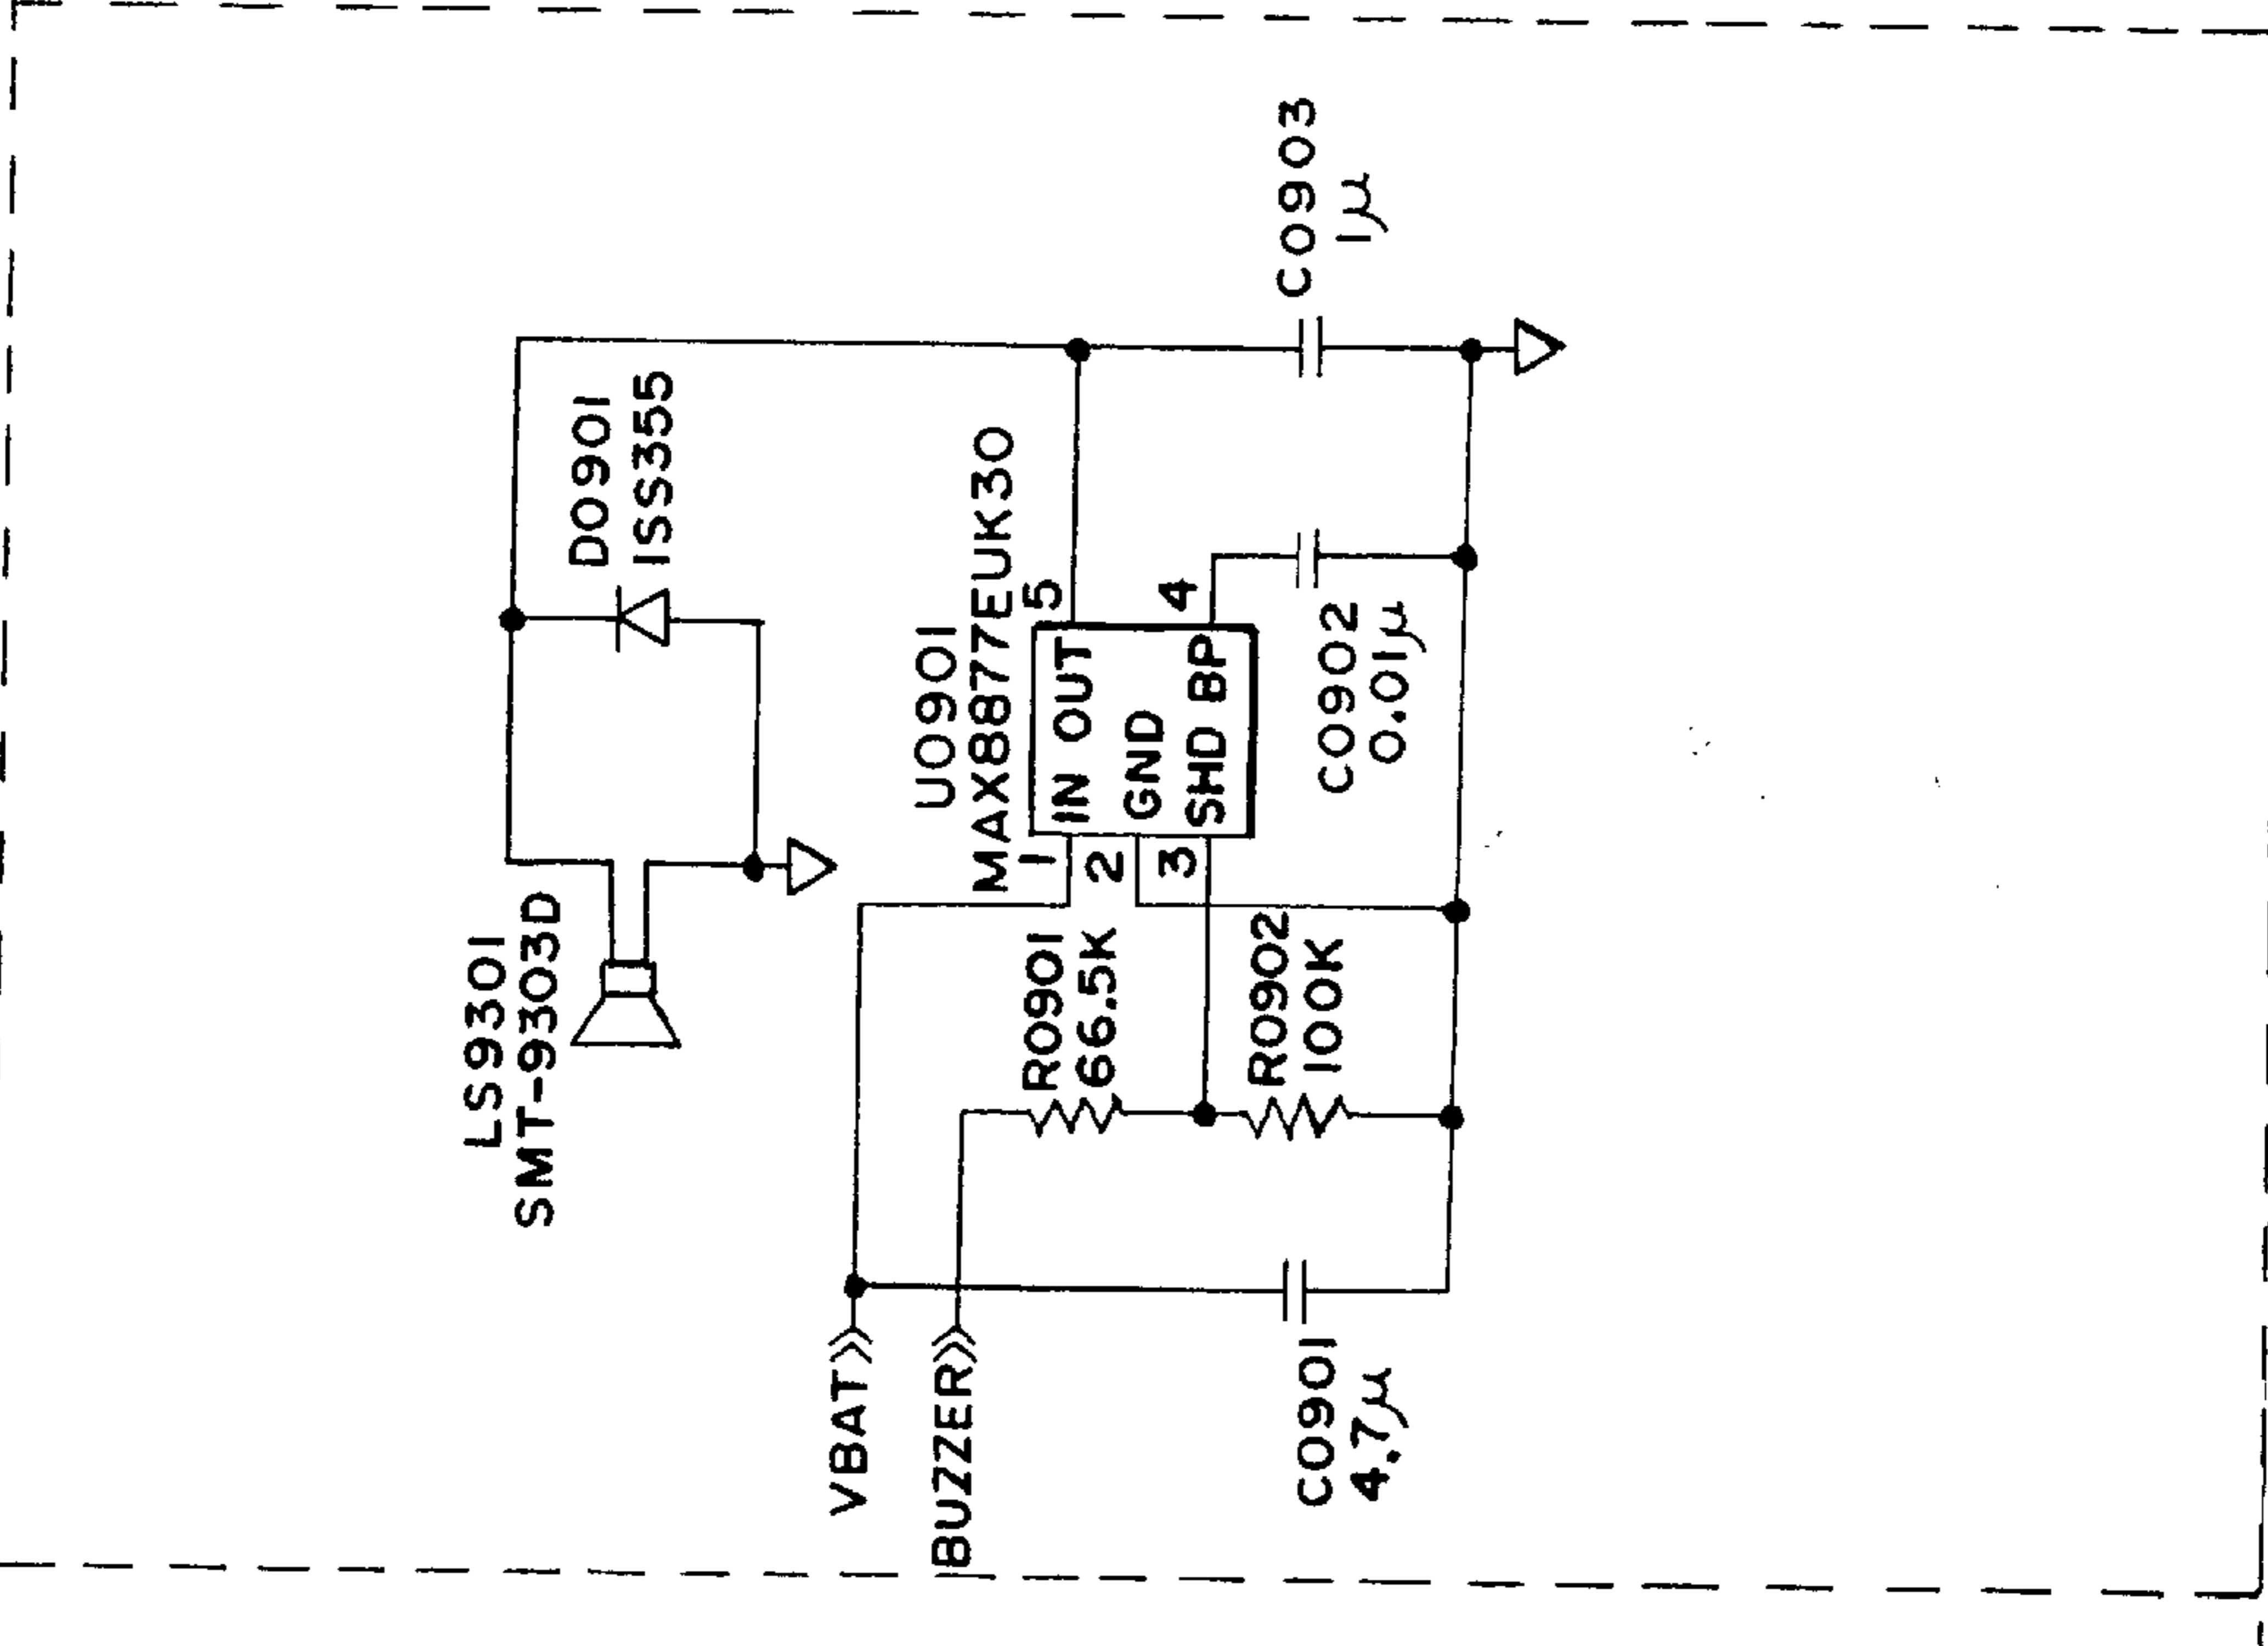 LS9301
SMT-9303D
D0901
1SS355
VBAT
BUZZER
U0901
MAX8877EUK30
1
5
IN OUT
2
GND
3
4
SHD BP
R0901
66.5K
R0902
100K
C0901
4.7μ
C0902
0.01μ
C0903
1μ